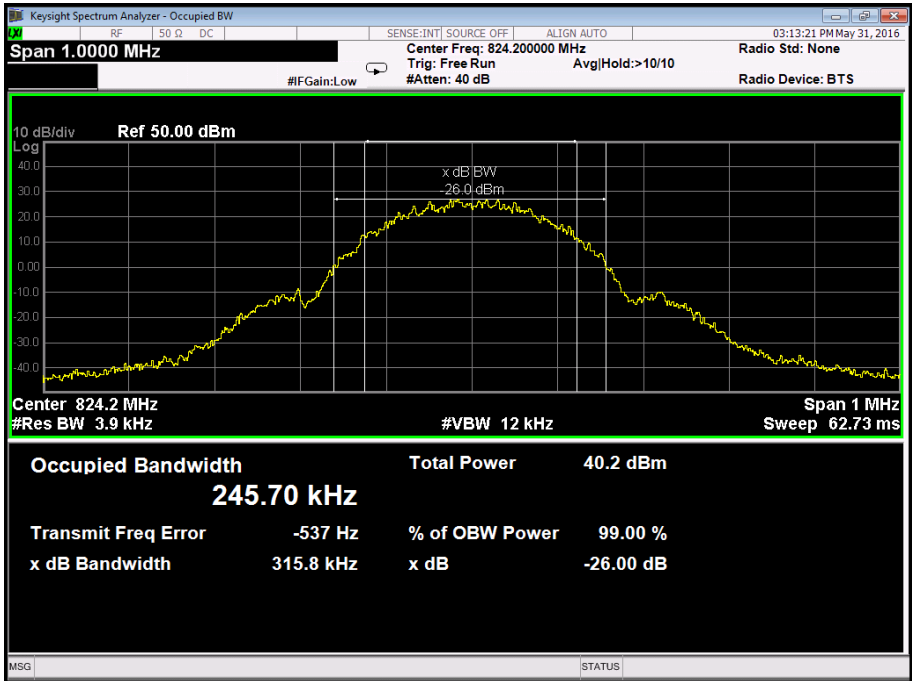 Keysight Spectrum Analyzer - Occupied BW
LXI RF 50 Ω DC SENSE:INT SOURCE OFF ALIGN AUTO 03:13:21 PM May 31, 2016
Span 1.0000 MHz Center Freq: 824.200000 MHz Radio Std: None
Trig: Free Run Avg|Hold:>10/10
#IFGain:Low #Atten: 40 dB Radio Device: BTS
10 dB/div Ref 50.00 dBm
Log
40.0
x dB BW
30.0 -26.0 dBm
20.0
10.0
0.00
-10.0
-20.0
-30.0
-40.0
Center 824.2 MHz Span 1 MHz
#Res BW 3.9 kHz #VBW 12 kHz Sweep 62.73 ms
Occupied Bandwidth Total Power 40.2 dBm
245.70 kHz
Transmit Freq Error -537 Hz % of OBW Power 99.00 %
x dB Bandwidth 315.8 kHz x dB -26.00 dB
MSG STATUS